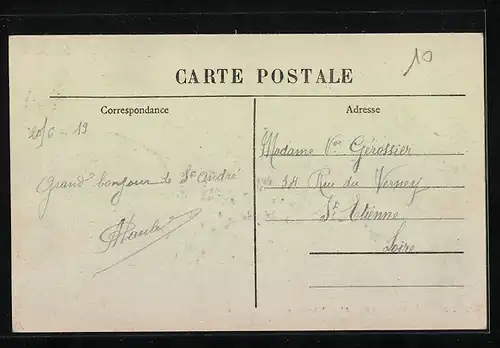 10
CARTE POSTALE
Correspondance
Adresse
20/6 - 19
Grand bonjour de St André
Madame Vve Gérossier
34 Rue du Verney
St Etienne
Loire